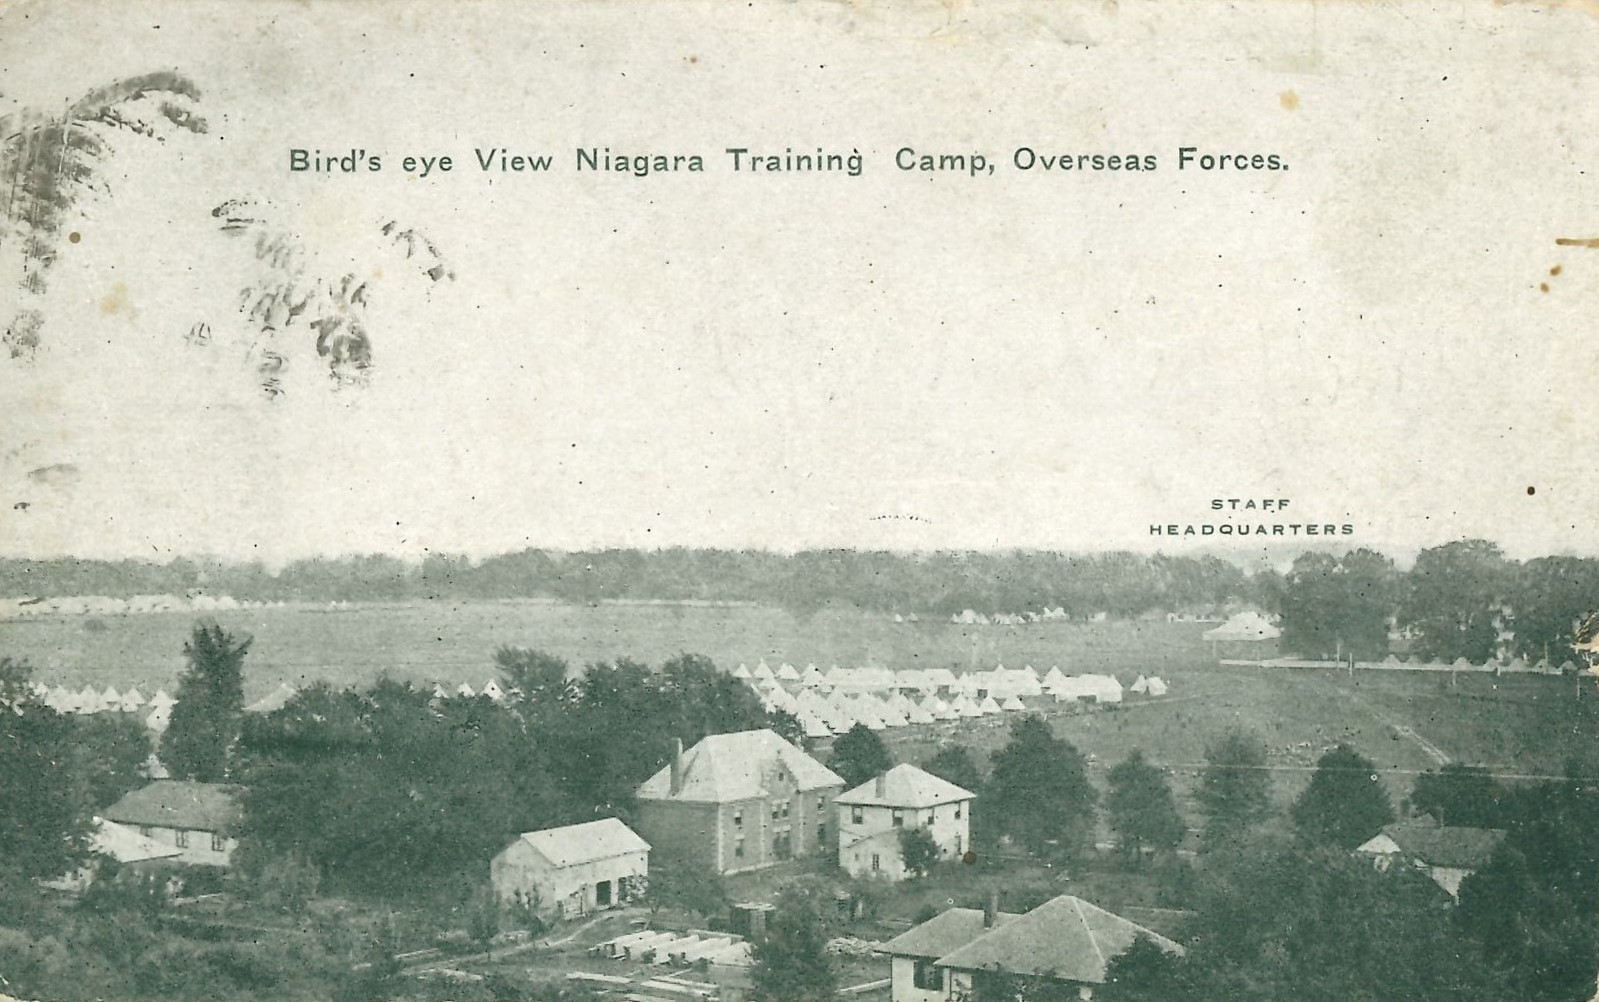 Bird's eye View Niagara Training Camp, Overseas Forces.
STAFF
HEADQUARTERS